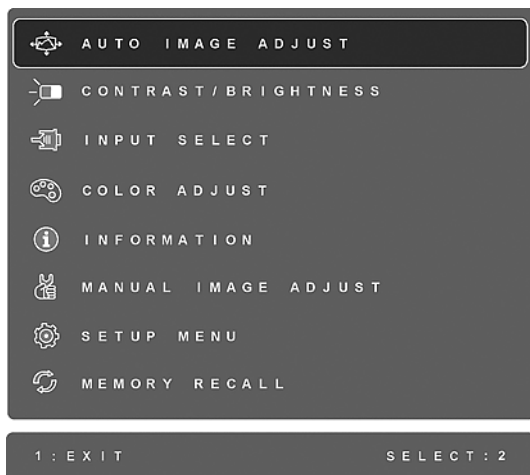 AUTO IMAGE ADJUST
CONTRAST/BRIGHTNESS
INPUT SELECT
COLOR ADJUST
INFORMATION
MANUAL IMAGE ADJUST
SETUP MENU
MEMORY RECALL
1:EXIT SELECT:2